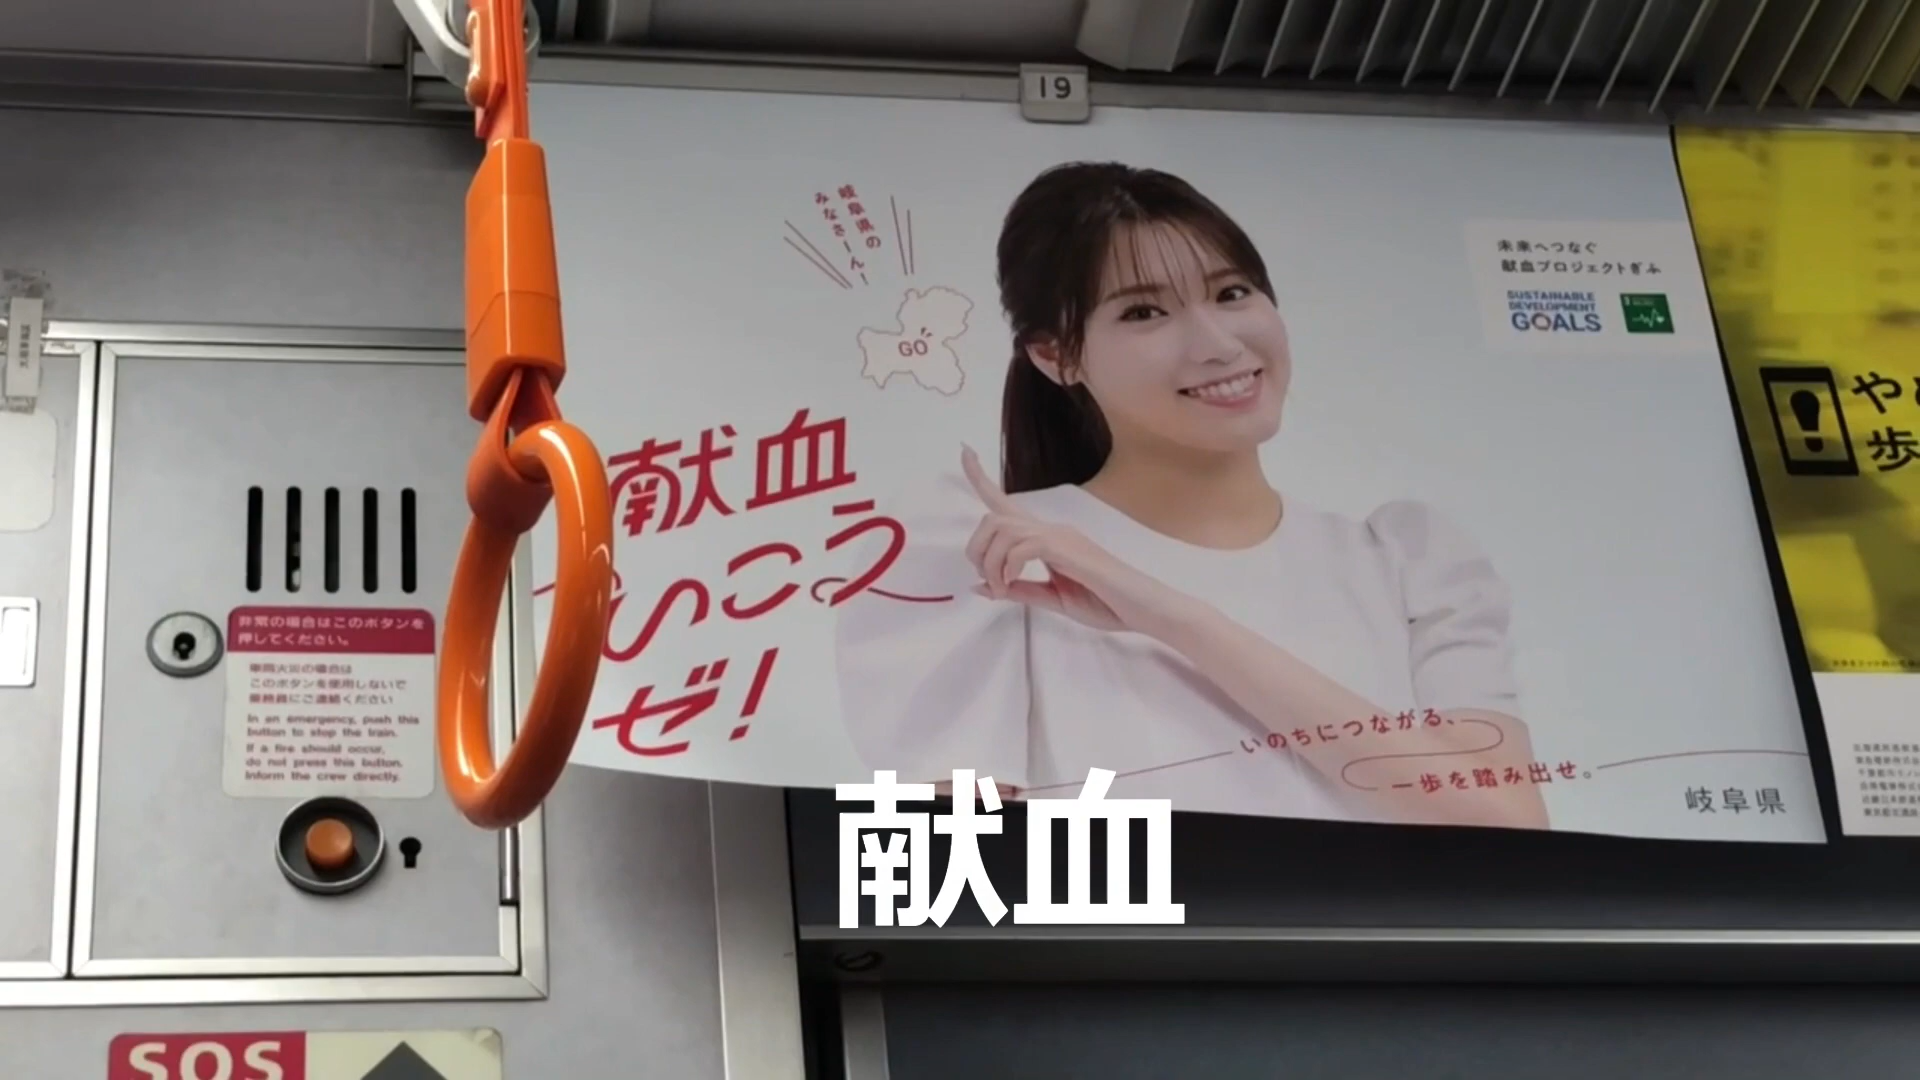 19
岐阜県の
みなさーん!
GO
未来へつなぐ
献血プロジェクトぎふ
SUSTAINABLE
DEVELOPMENT
GOALS
3
献血
いこう
ぜ!
いのちにつながる、
一歩を踏み出せ。
岐阜県
や
歩
非常の場合はこのボタンを
押してください。
車両火災の場合は
このボタンを使用しないで
乗務員にご連絡ください
In an emergency, push this
button to stop the train.
If a fire should occur,
do not press this button.
Inform the crew directly.
献血
SOS